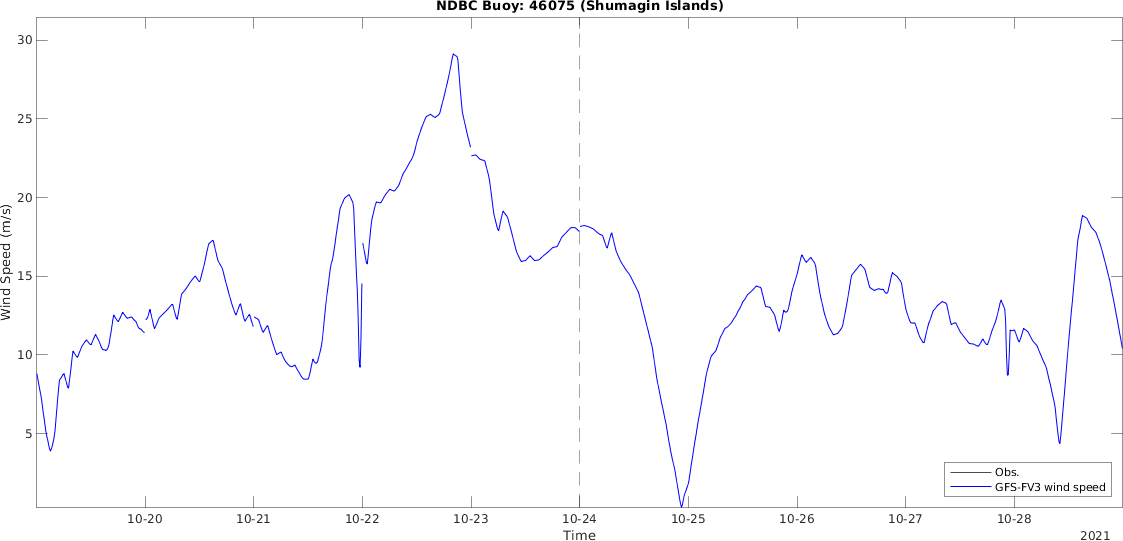 NDBC Buoy: 46075 (Shumagin Islands)
Wind Speed (m/s)
30
25
20
15
10
5
10-20 10-21 10-22 10-23 10-24 10-25 10-26 10-27 10-28
Time
2021
Obs.
GFS-FV3 wind speed